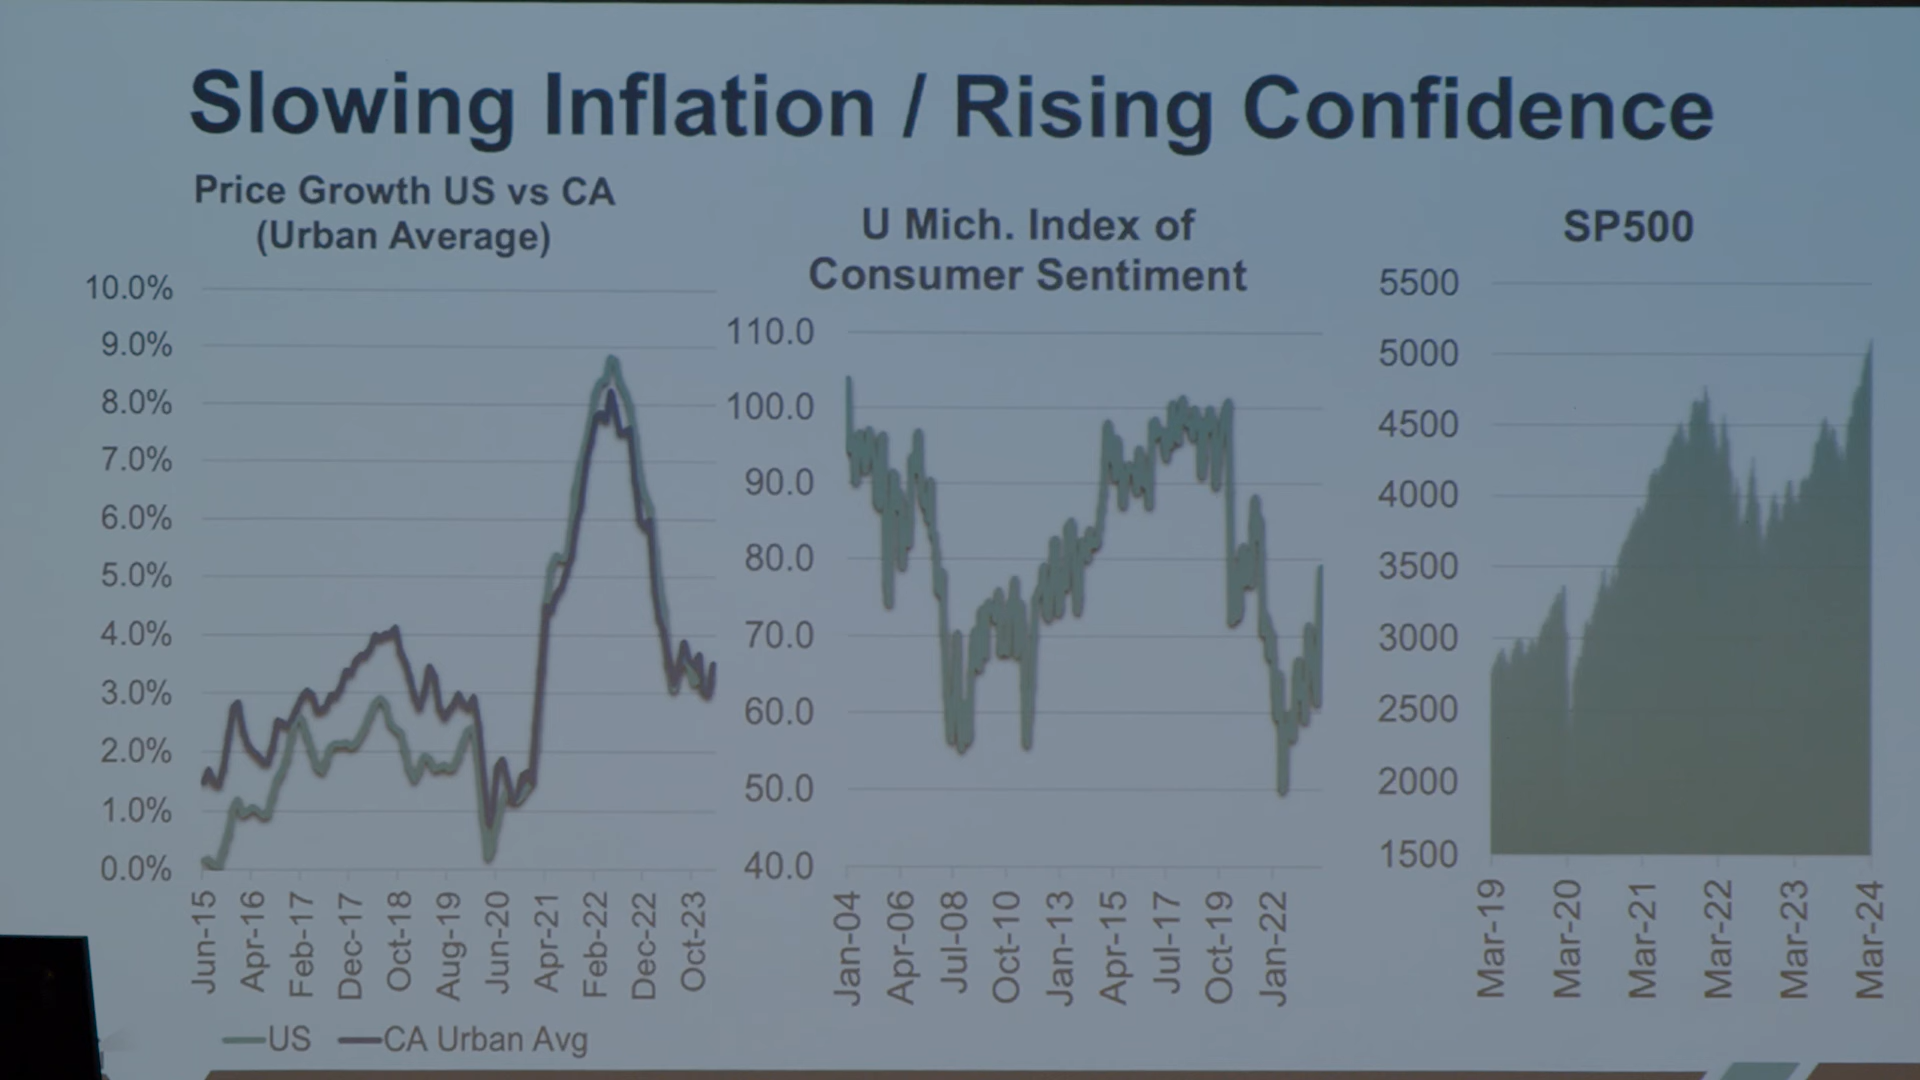 Slowing Inflation / Rising Confidence
Price Growth US vs CA
(Urban Average)
10.0%
9.0%
8.0%
7.0%
6.0%
5.0%
4.0%
3.0%
2.0%
1.0%
0.0%
Jun-15
Apr-16
Feb-17
Dec-17
Oct-18
Aug-19
Jun-20
Apr-21
Feb-22
Dec-22
Oct-23
US
CA Urban Avg
U Mich. Index of
Consumer Sentiment
110.0
100.0
90.0
80.0
70.0
60.0
50.0
40.0
Jan-04
Apr-06
Jul-08
Oct-10
Jan-13
Apr-15
Jul-17
Oct-19
Jan-22
SP500
5500
5000
4500
4000
3500
3000
2500
2000
1500
Mar-19
Mar-20
Mar-21
Mar-22
Mar-23
Mar-24